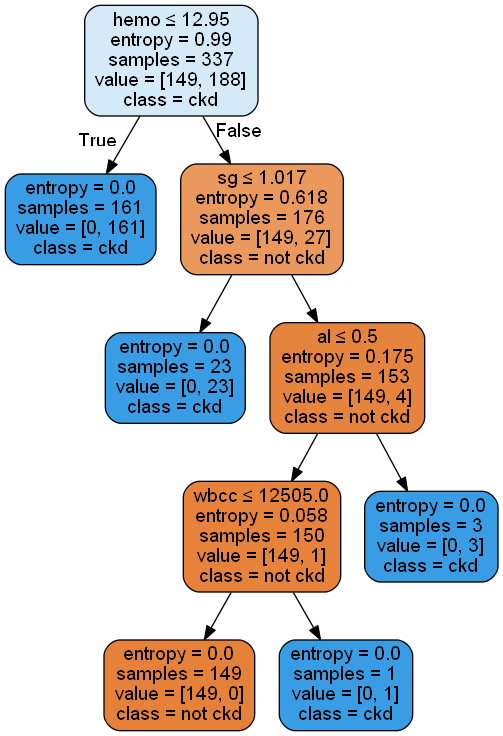 hemo ≤ 12.95
entropy = 0.99
samples = 337
value = [149, 188]
class = ckd
True
False
entropy = 0.0
samples = 161
value = [0, 161]
class = ckd
sg ≤ 1.017
entropy = 0.618
samples = 176
value = [149, 27]
class = not ckd
entropy = 0.0
samples = 23
value = [0, 23]
class = ckd
al ≤ 0.5
entropy = 0.175
samples = 153
value = [149, 4]
class = not ckd
wbcc ≤ 12505.0
entropy = 0.058
samples = 150
value = [149, 1]
class = not ckd
entropy = 0.0
samples = 3
value = [0, 3]
class = ckd
entropy = 0.0
samples = 149
value = [149, 0]
class = not ckd
entropy = 0.0
samples = 1
value = [0, 1]
class = ckd